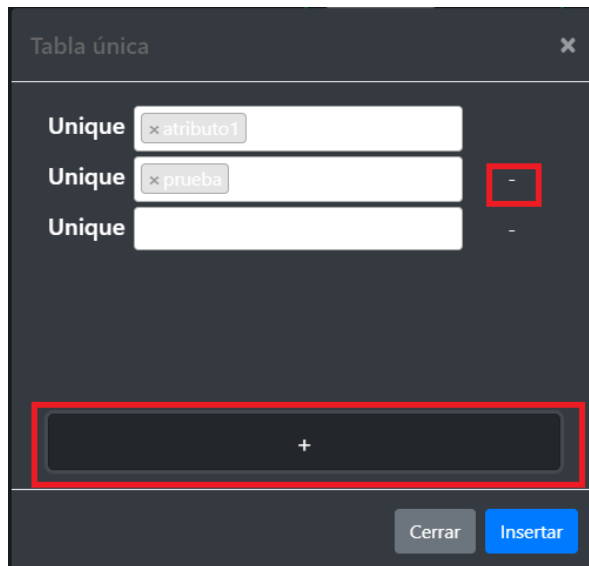 Tabla única ×
Unique × atributo1
Unique × prueba -
Unique -
+
Cerrar Insertar